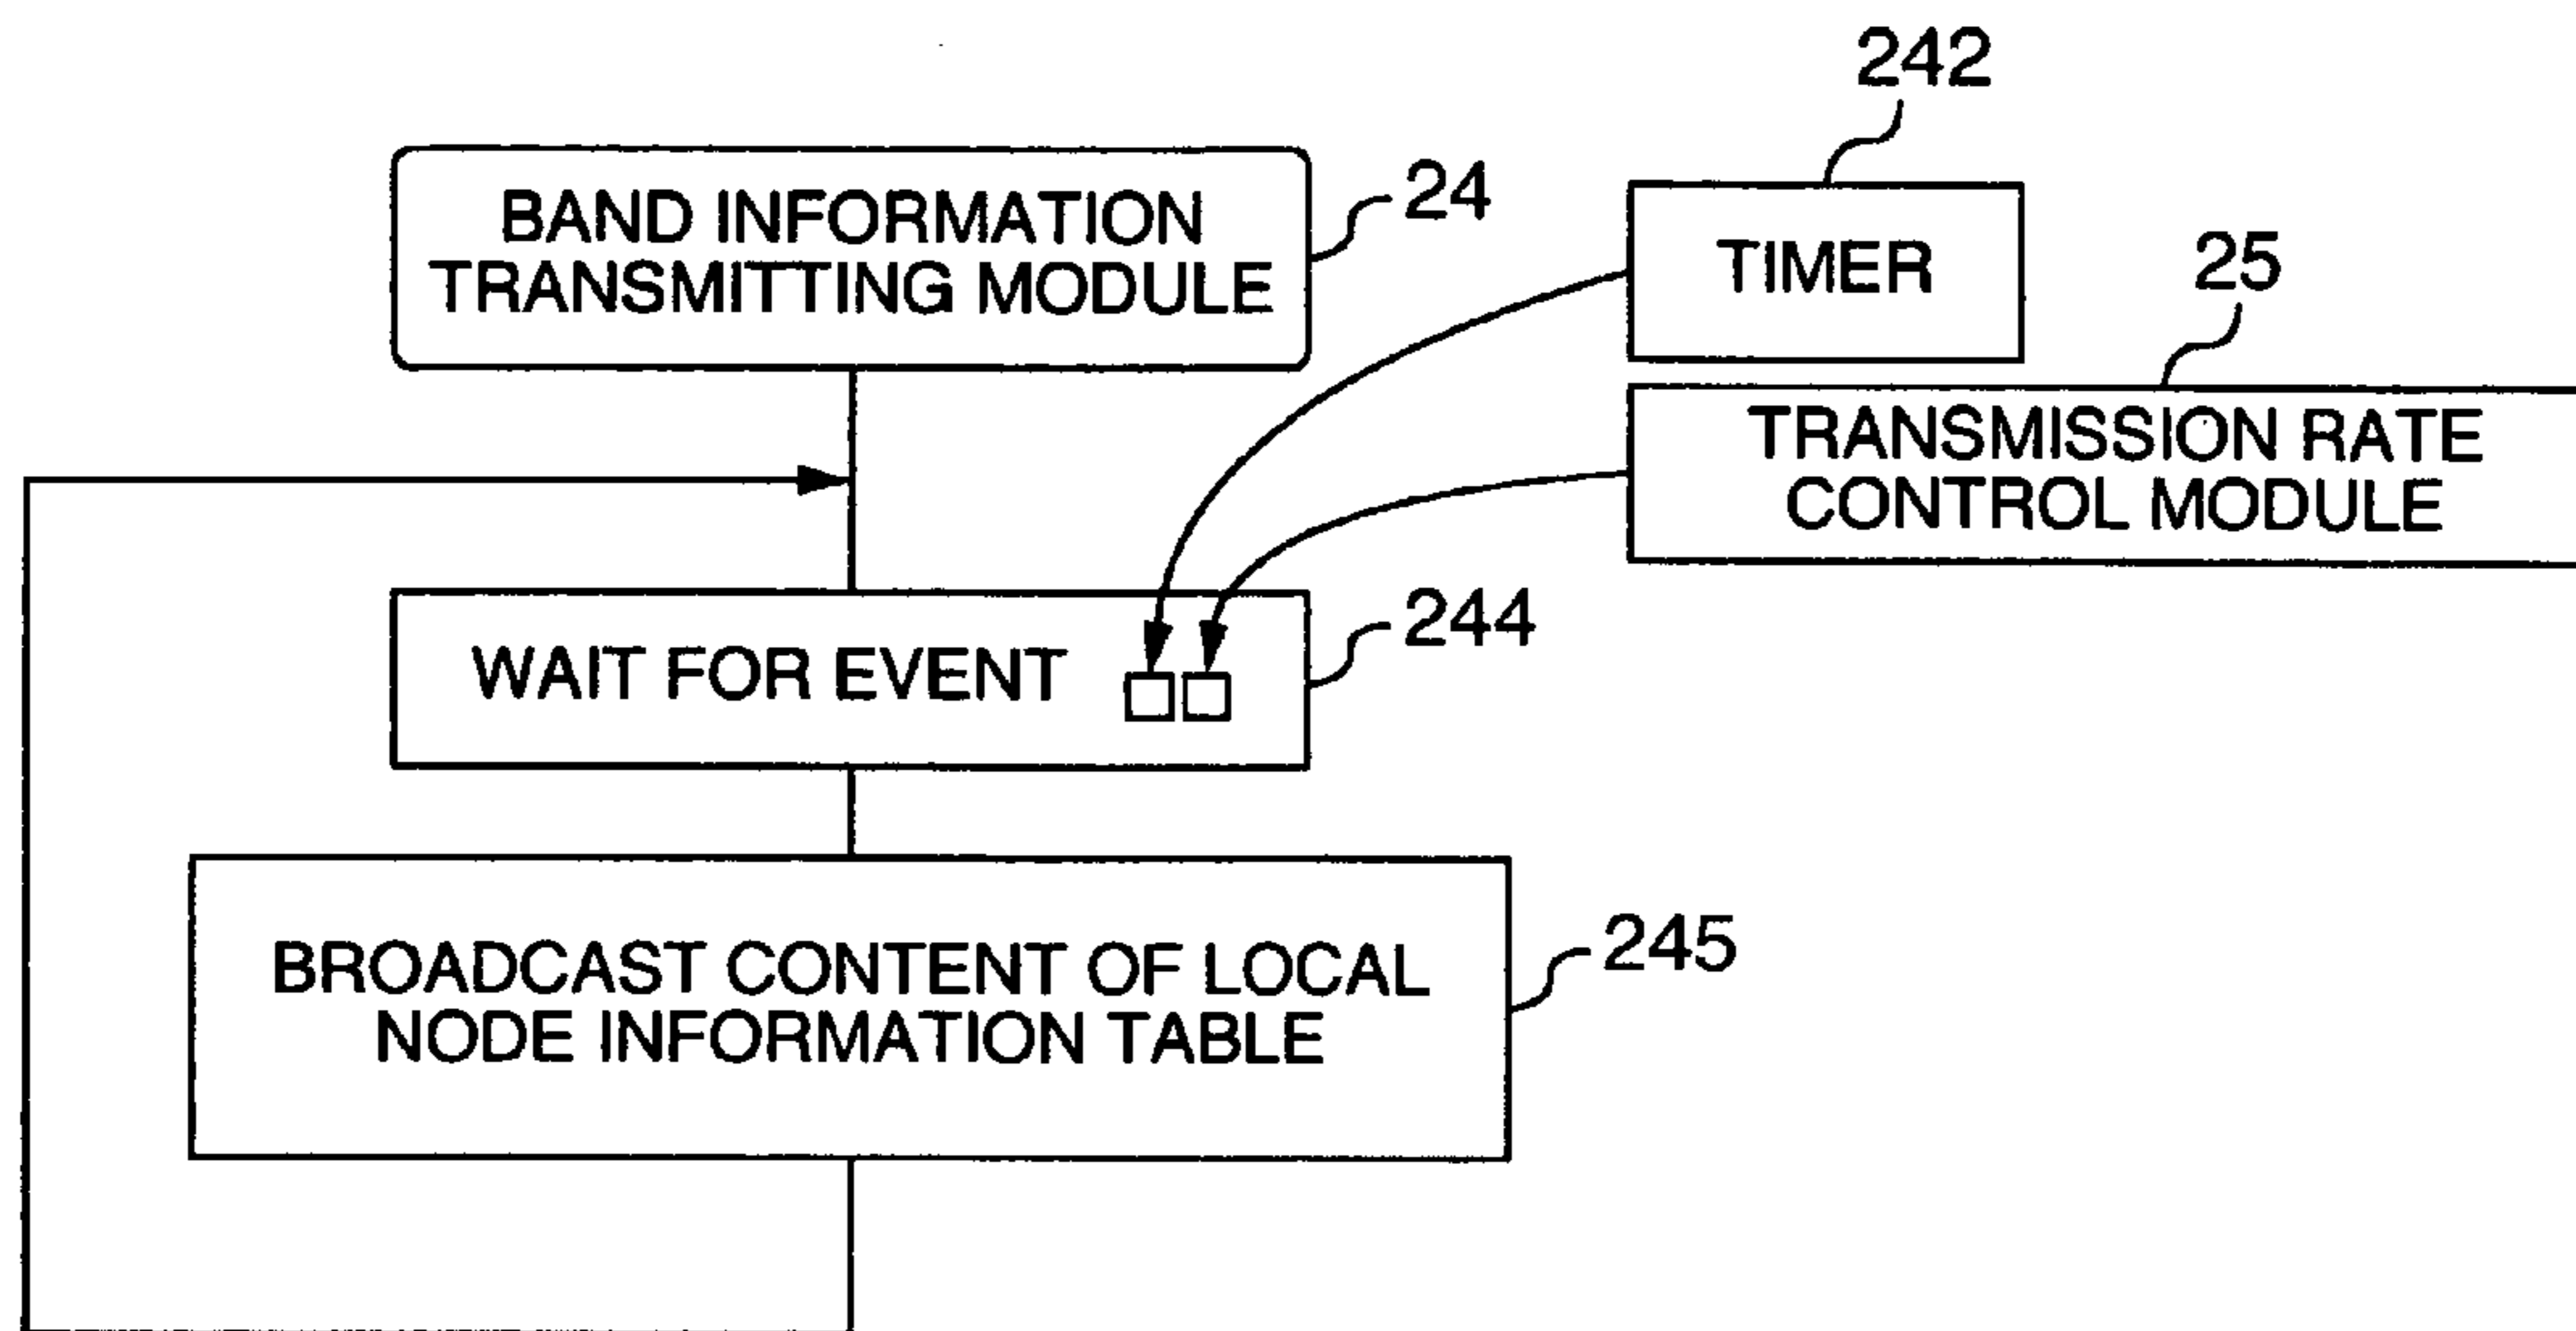 242
BAND INFORMATION
TRANSMITTING MODULE
24
TIMER
25
TRANSMISSION RATE
CONTROL MODULE
WAIT FOR EVENT
244
BROADCAST CONTENT OF LOCAL
NODE INFORMATION TABLE
245